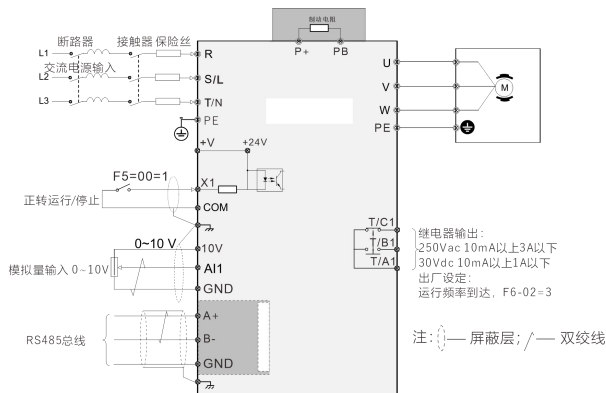 制动电阻
断路器 接触器 保险丝
P+ PB
L1 R
交流电源输入
L2 S/L
L3 T/N
PE
U
V
W
PE
M
+V +24V
F5=00=1
X1
正转运行/停止
COM
0~10 V
10V
模拟量输入 0~10V
AI1
GND
T/C1
T/B1
T/A1
继电器输出:
250Vac 10mA以上3A以下
30Vdc 10mA以上1A以下
出厂设定:
运行频率到达, F6-02=3
A+
RS485总线
B-
GND
注: — 屏蔽层; — 双绞线